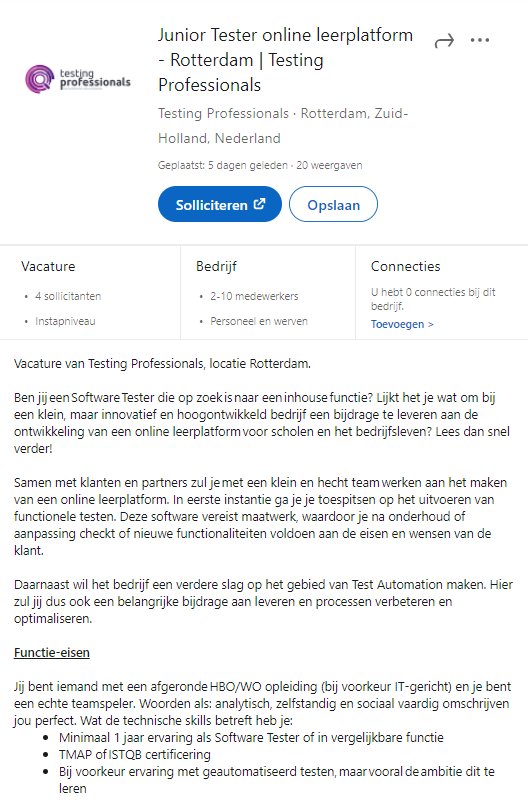 Junior Tester online leerplatform
- Rotterdam | Testing
Professionals
testing
professionals
Testing Professionals · Rotterdam, Zuid-
Holland, Nederland
Geplaatst: 5 dagen geleden · 20 weergaven
Solliciteren
Opslaan
Vacature
• 4 sollicitanten
• Instapniveau
Bedrijf
• 2-10 medewerkers
• Personeel en werven
Connecties
U hebt 0 connecties bij dit
bedrijf.
Toevoegen >
Vacature van Testing Professionals, locatie Rotterdam.
Ben jij een Software Tester die op zoek is naar een inhouse functie? Lijkt het je wat om bij
een klein, maar innovatief en hoogontwikkeld bedrijf een bijdrage te leveren aan de
ontwikkeling van een online leerplatform voor scholen en het bedrijfsleven? Lees dan snel
verder!
Samen met klanten en partners zul je met een klein en hecht team werken aan het maken
van een online leerplatform. In eerste instantie ga je je toespitsen op het uitvoeren van
functionele testen. Deze software vereist maatwerk, waardoor je na onderhoud of
aanpassing checkt of nieuwe functionaliteiten voldoen aan de eisen en wensen van de
klant.
Daarnaast wil het bedrijf een verdere slag op het gebied van Test Automation maken. Hier
zul jij dus ook een belangrijke bijdrage aan leveren en processen verbeteren en
optimaliseren.
Functie-eisen
Jij bent iemand met een afgeronde HBO/WO opleiding (bij voorkeur IT-gericht) en je bent
een echte teamspeler. Woorden als: analytisch, zelfstandig en sociaal vaardig omschrijven
jou perfect. Wat de technische skills betreft heb je:
• Minimaal 1 jaar ervaring als Software Tester of in vergelijkbare functie
• TMAP of ISTQB certificering
• Bij voorkeur ervaring met geautomatiseerd testen, maar vooral de ambitie dit te
leren